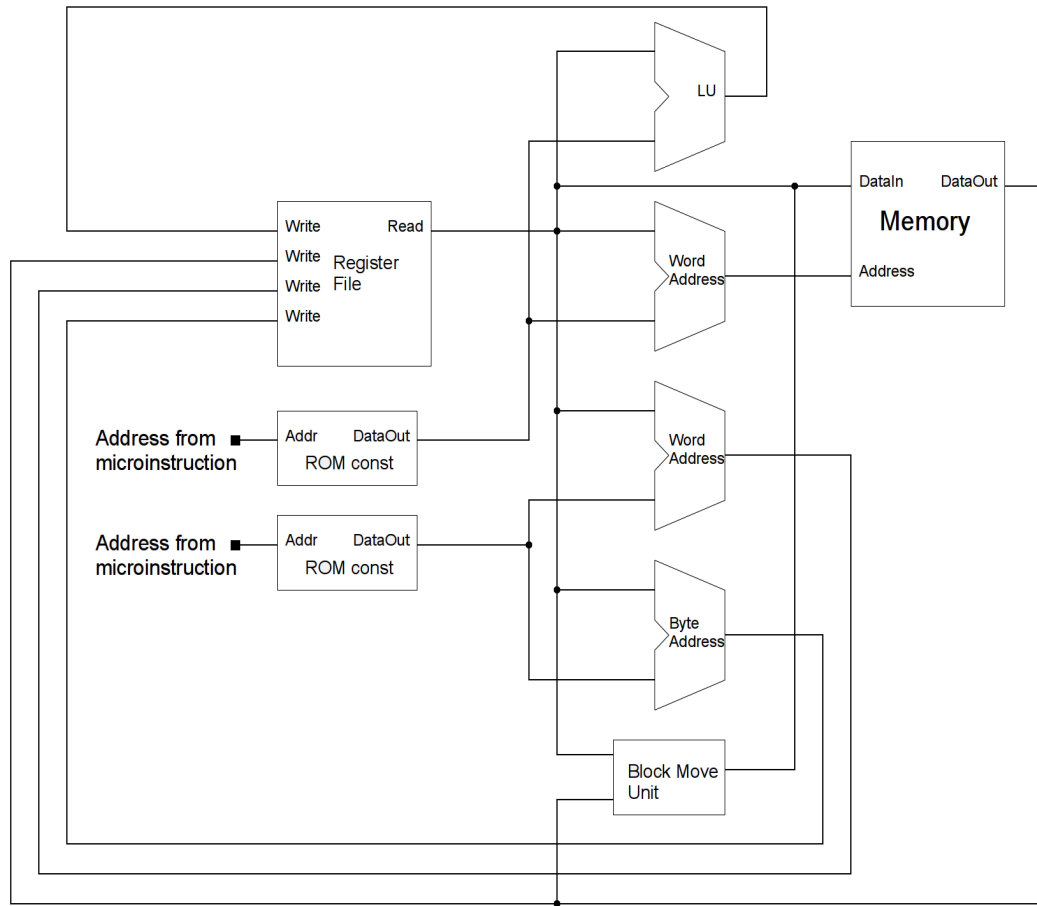 LU
DataIn DataOut
Memory
Address
Write Read
Write
Register
File
Write
Write
Word
Address
Address from
microinstruction
Addr DataOut
ROM const
Word
Address
Address from
microinstruction
Addr DataOut
ROM const
Byte
Address
Block Move
Unit